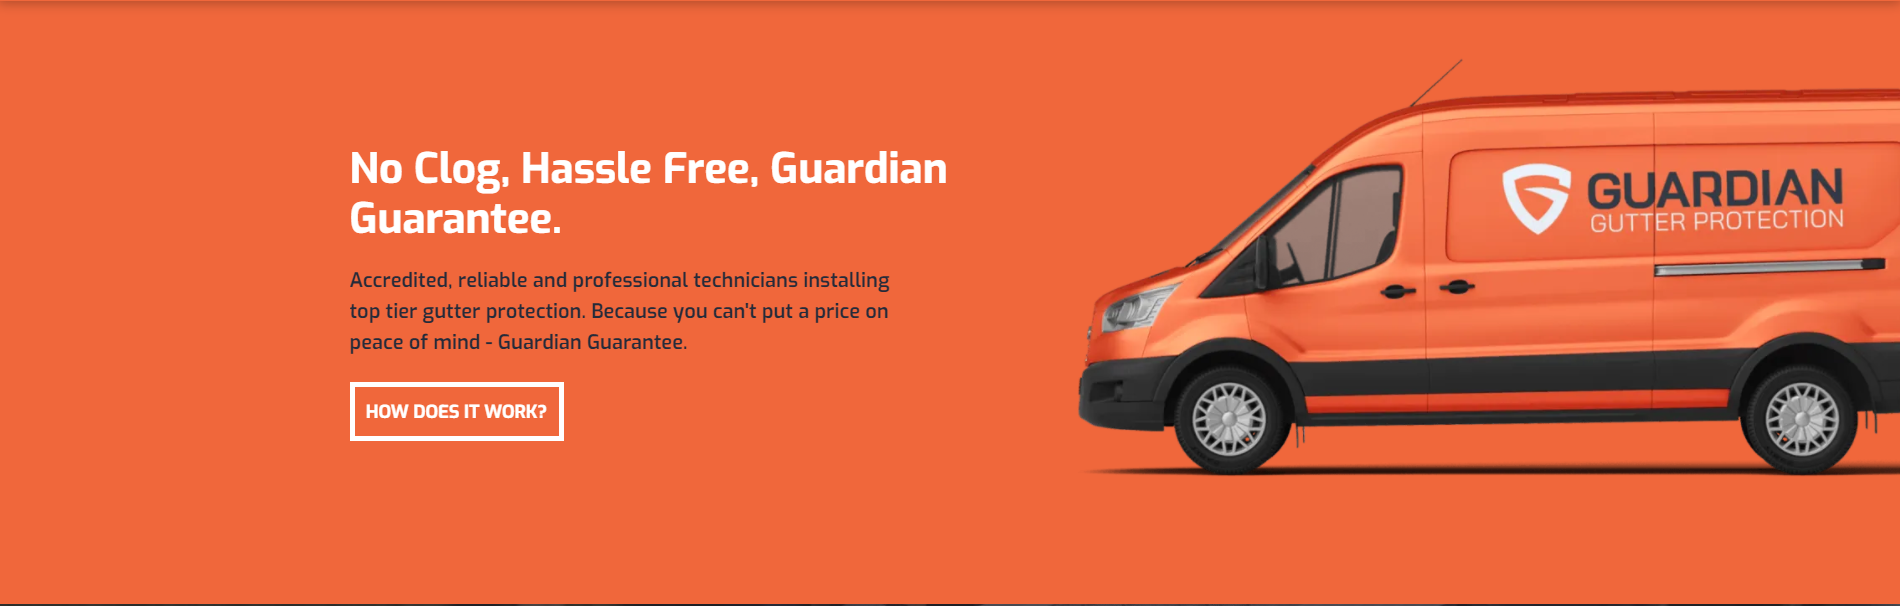 No Clog, Hassle Free, Guardian
Guarantee.
Accredited, reliable and professional technicians installing
top tier gutter protection. Because you can't put a price on
peace of mind - Guardian Guarantee.
HOW DOES IT WORK?
GUARDIAN
GUTTER PROTECTION